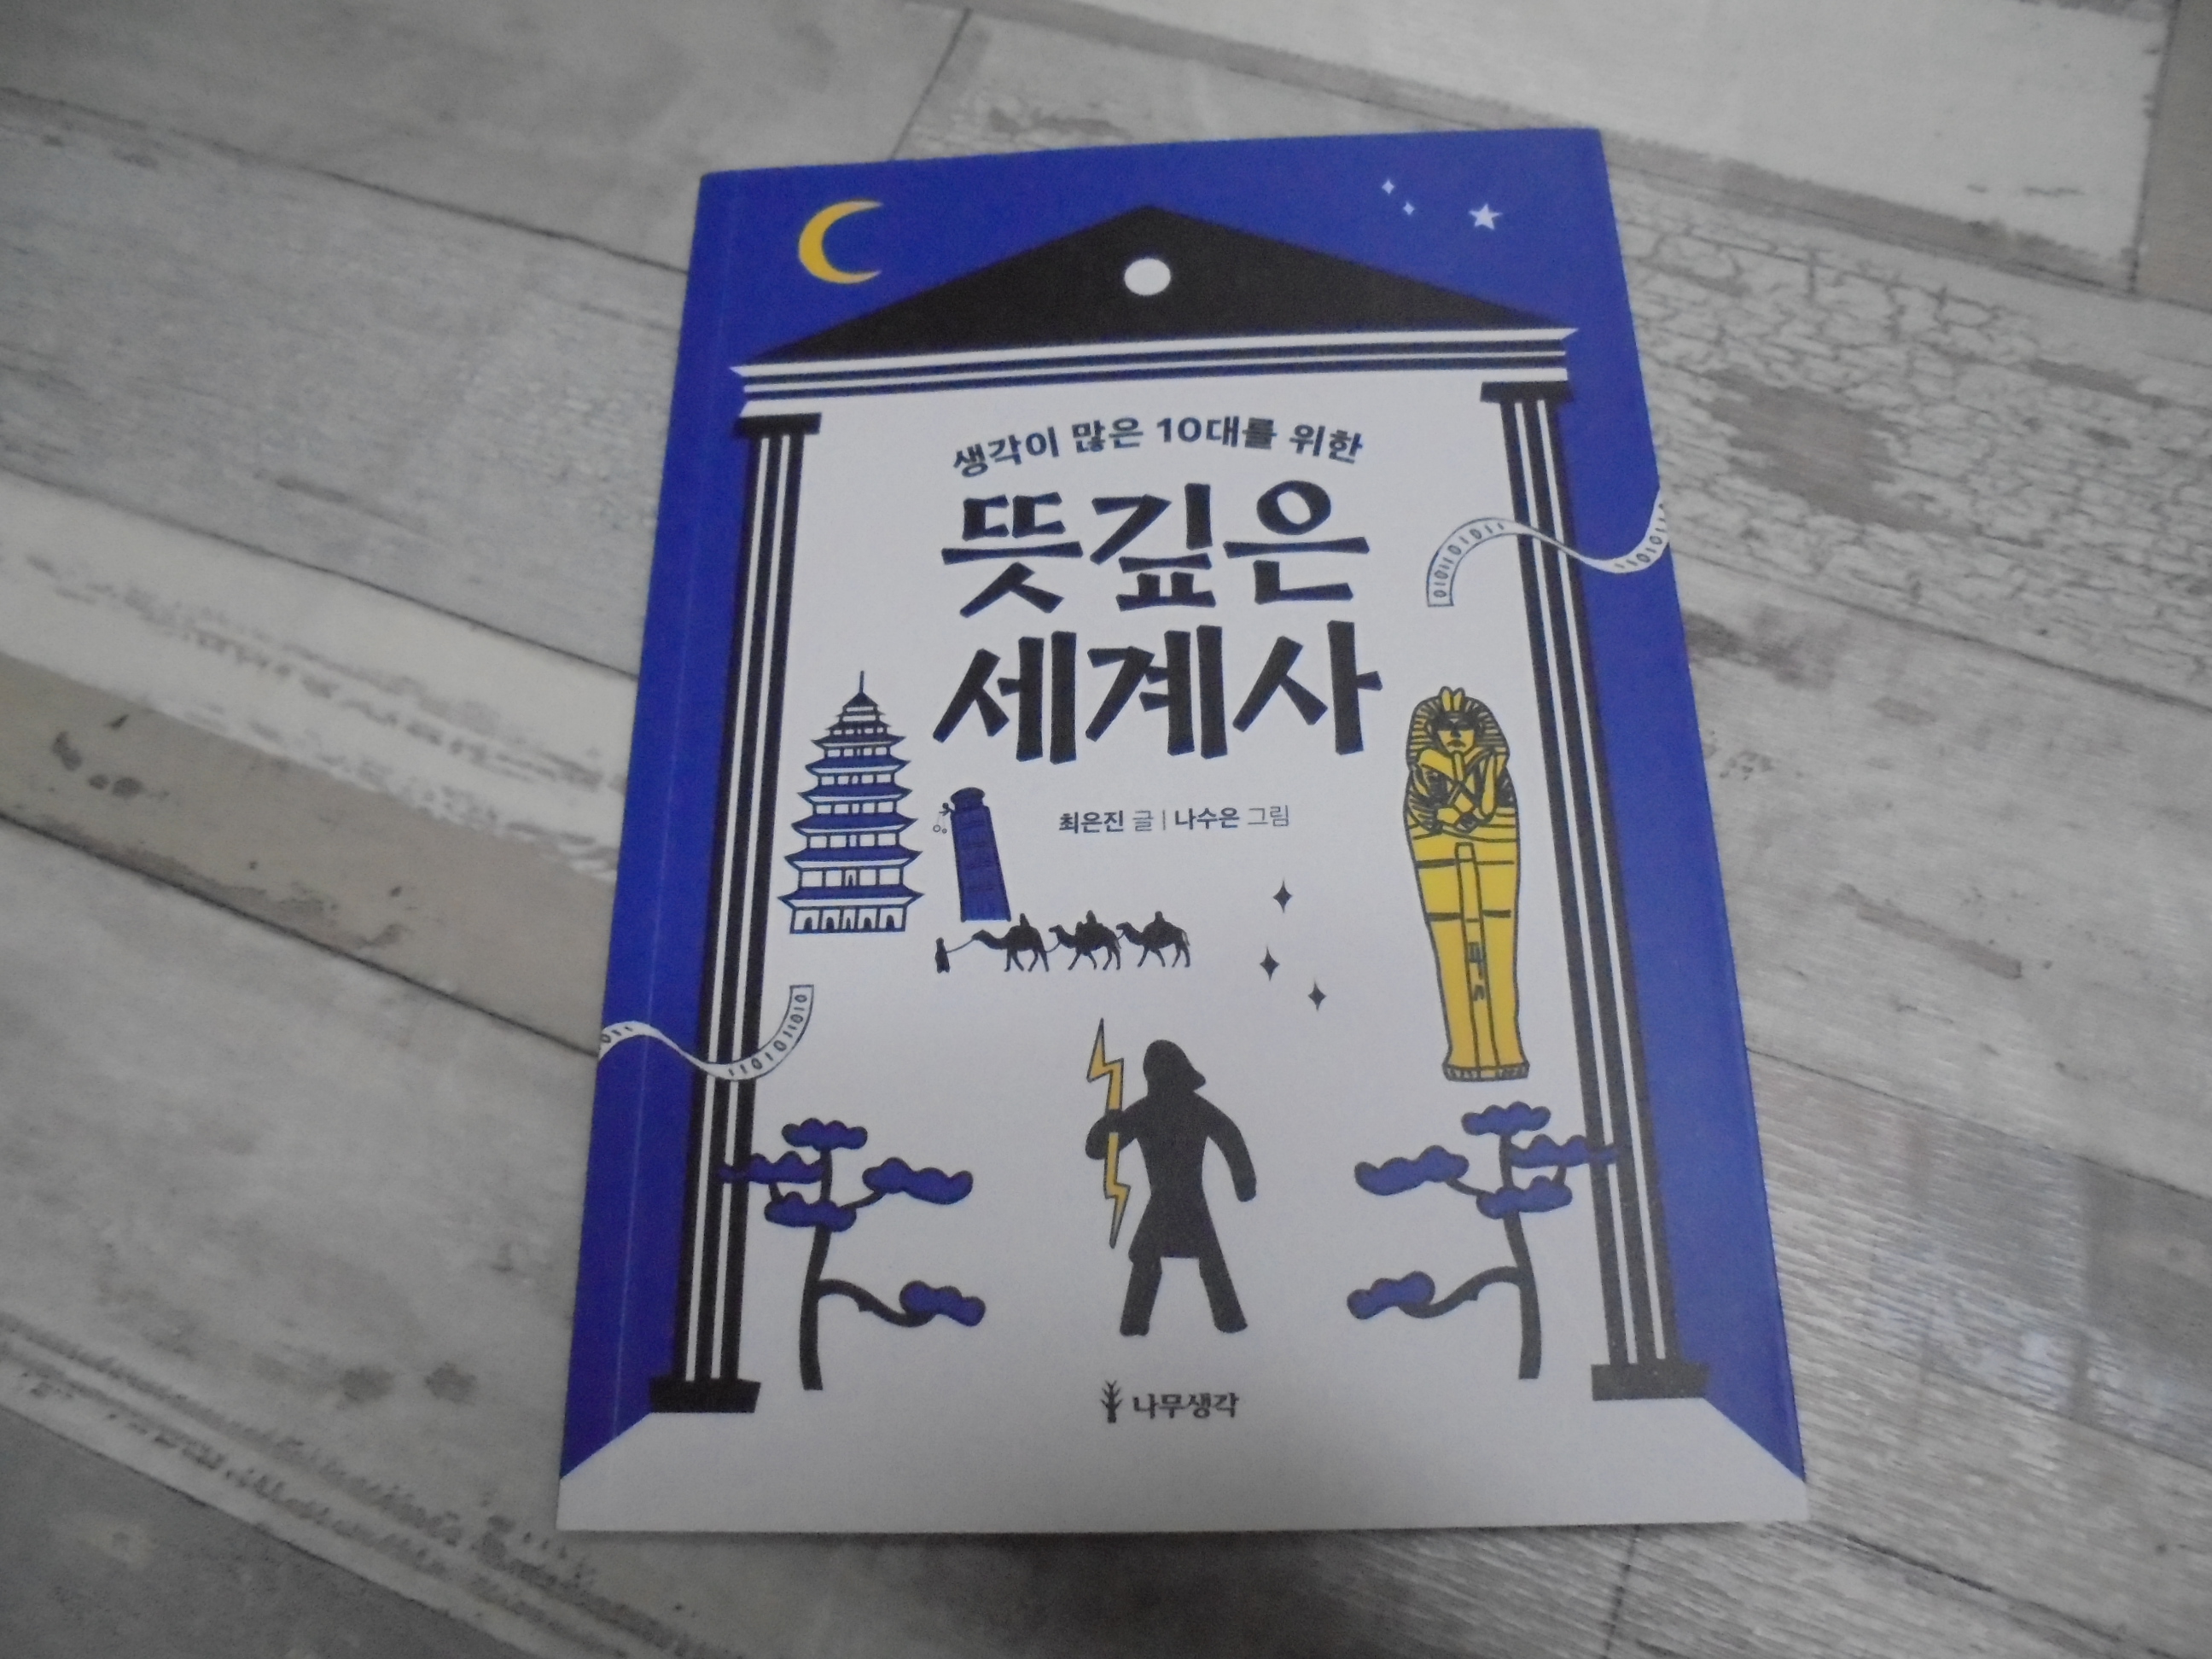 생각이 많은 10대를 위한
뜻깊은
세계사
최은진 글 | 나수은 그림
나무생각